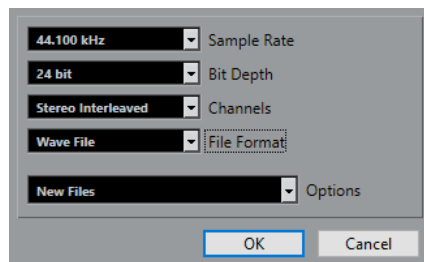 44.100 kHz Sample Rate
24 bit Bit Depth
Stereo Interleaved Channels
Wave File File Format
New Files Options
OK Cancel